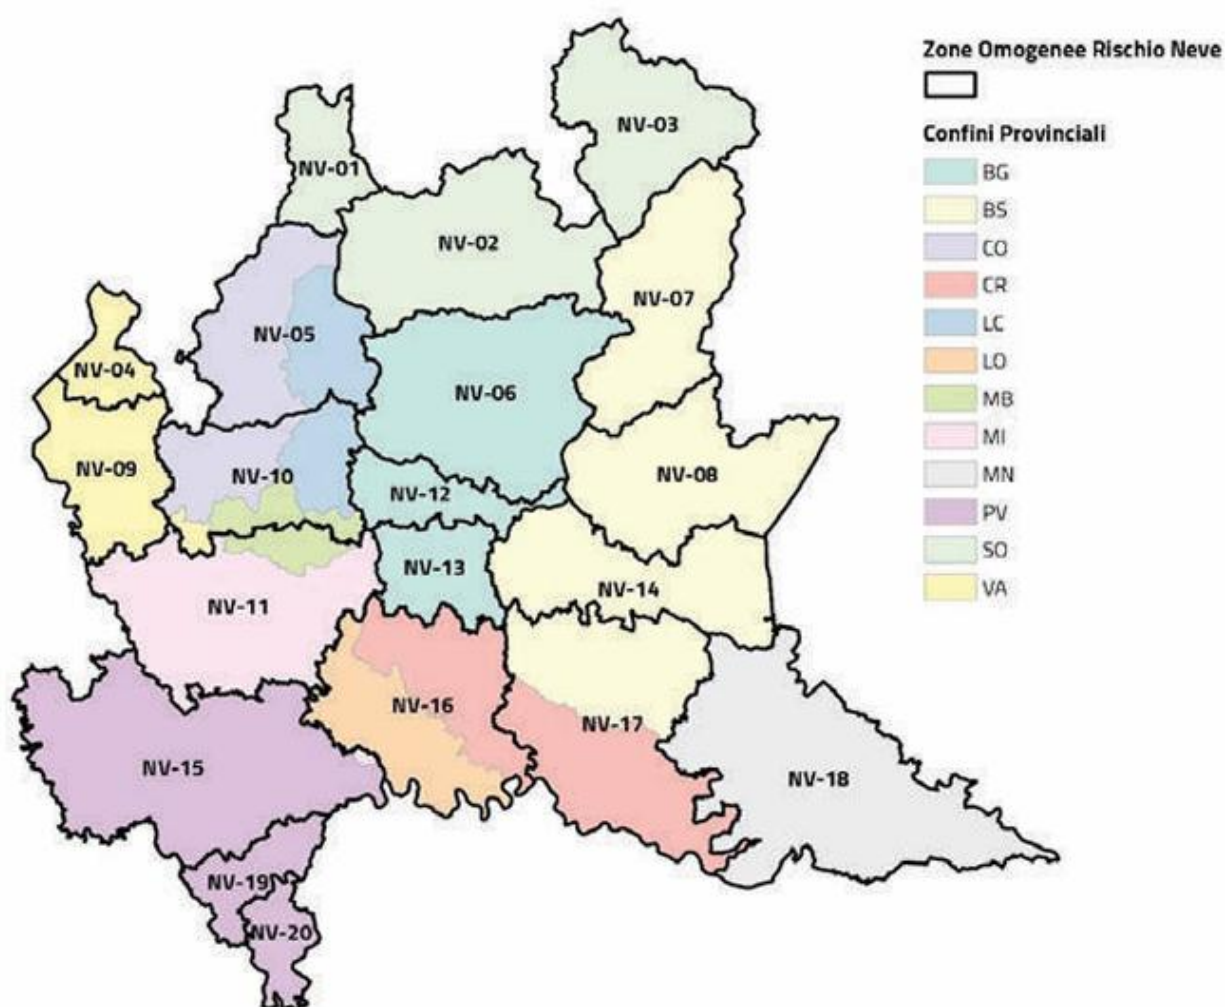 Zone Omogenee Rischio Neve
Confini Provinciali
BG
BS
CO
CR
LC
LO
MB
MI
MN
PV
SO
VA
NV-03
NV-01
NV-02
NV-07
NV-05
NV-04
NV-06
NV-09
NV-10
NV-08
NV-12
NV-13
NV-14
NV-11
NV-16
NV-17
NV-15
NV-18
NV-19
NV-20